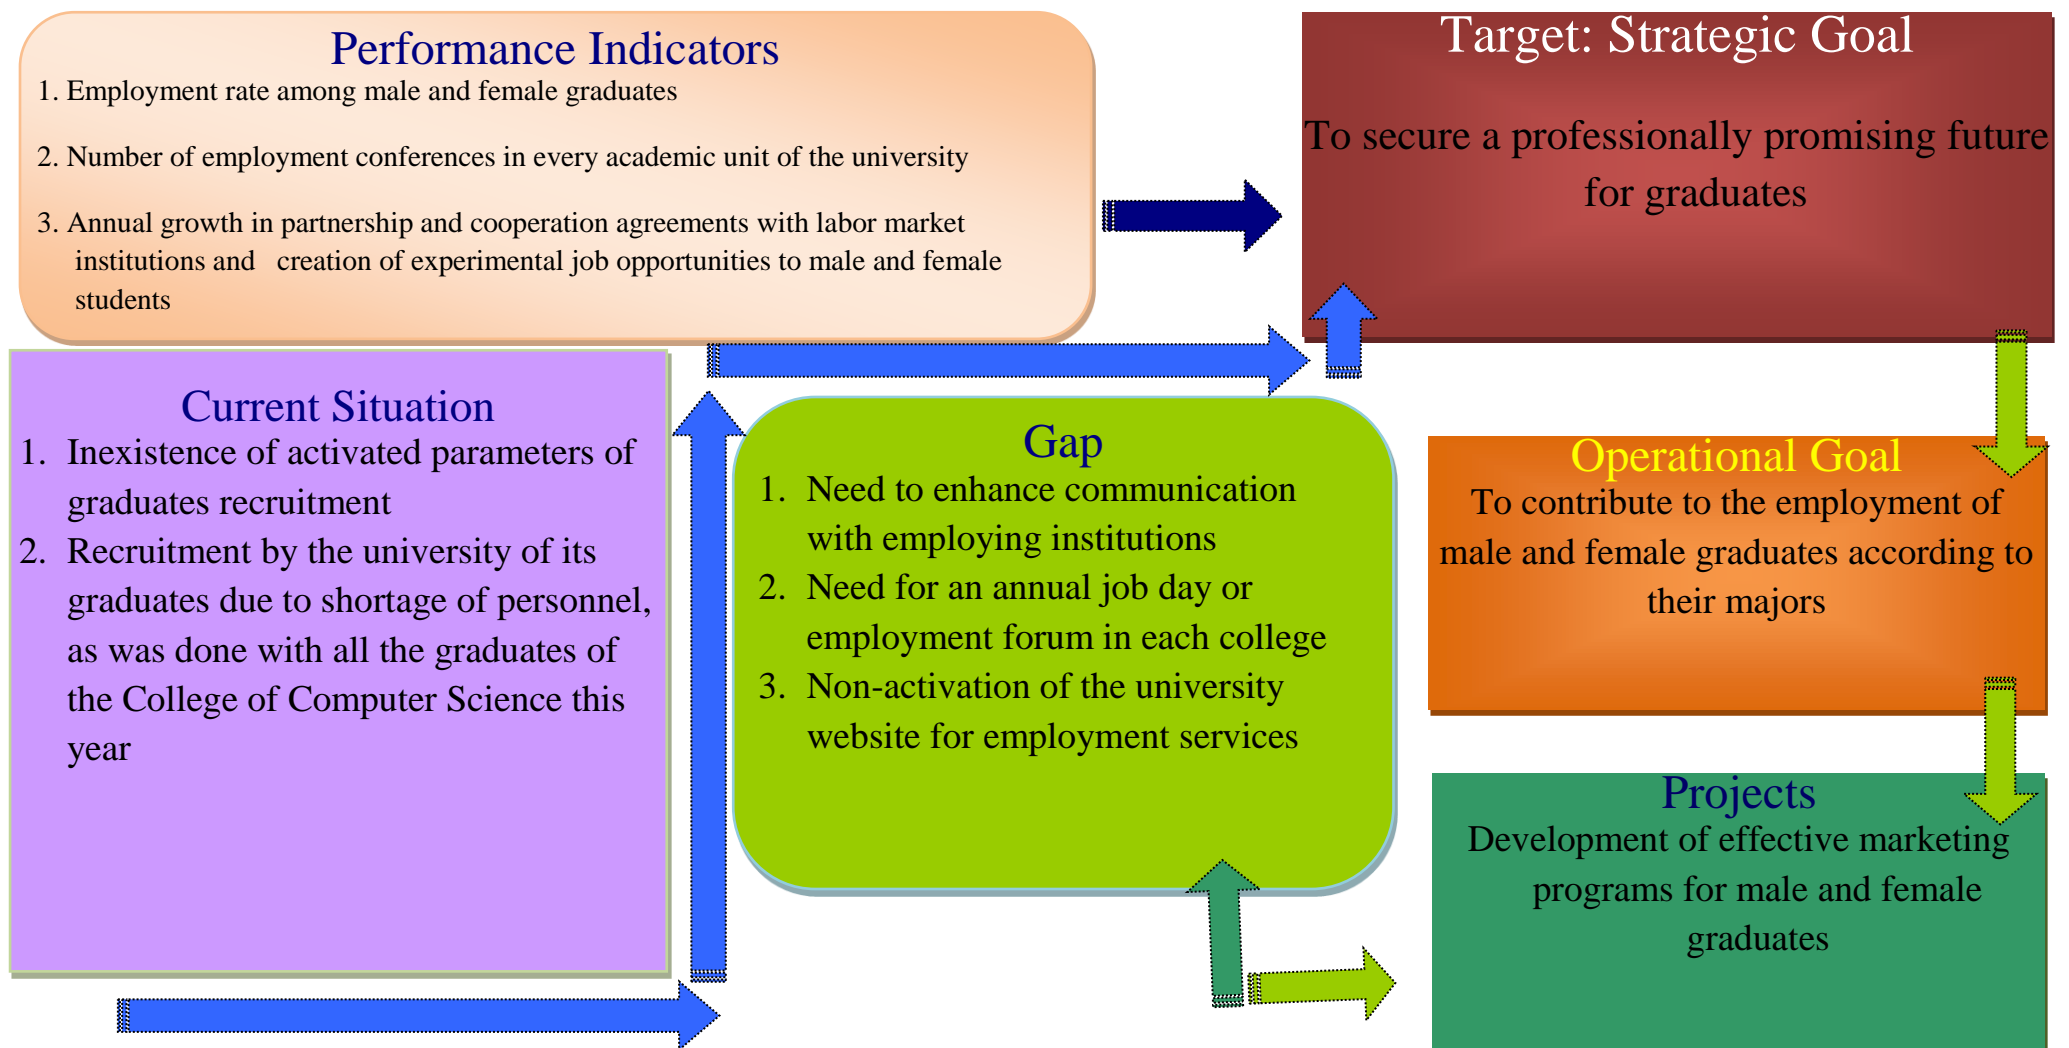 Performance Indicators
1. Employment rate among male and female graduates
2. Number of employment conferences in every academic unit of the university
3. Annual growth in partnership and cooperation agreements with labor market
institutions and creation of experimental job opportunities to male and female
students
Target: Strategic Goal
To secure a professionally promising future
for graduates
Current Situation
1. Inexistence of activated parameters of
graduates recruitment
2. Recruitment by the university of its
graduates due to shortage of personnel,
as was done with all the graduates of
the College of Computer Science this
year
Gap
1. Need to enhance communication
with employing institutions
2. Need for an annual job day or
employment forum in each college
3. Non-activation of the university
website for employment services
Operational Goal
To contribute to the employment of
male and female graduates according to
their majors
Projects
Development of effective marketing
programs for male and female
graduates